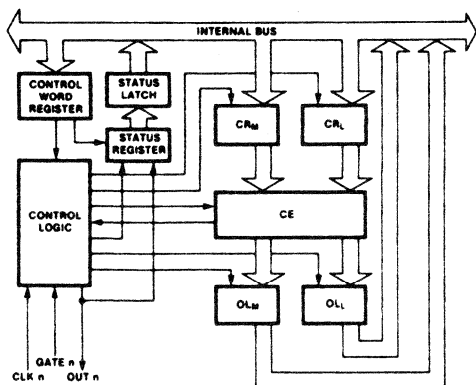 INTERNAL BUS
CONTROL
WORD
REGISTER
STATUS
LATCH
STATUS
REGISTER
CRM
CRL
CONTROL
LOGIC
CE
OLM
OLL
GATE n
CLK n
OUT n